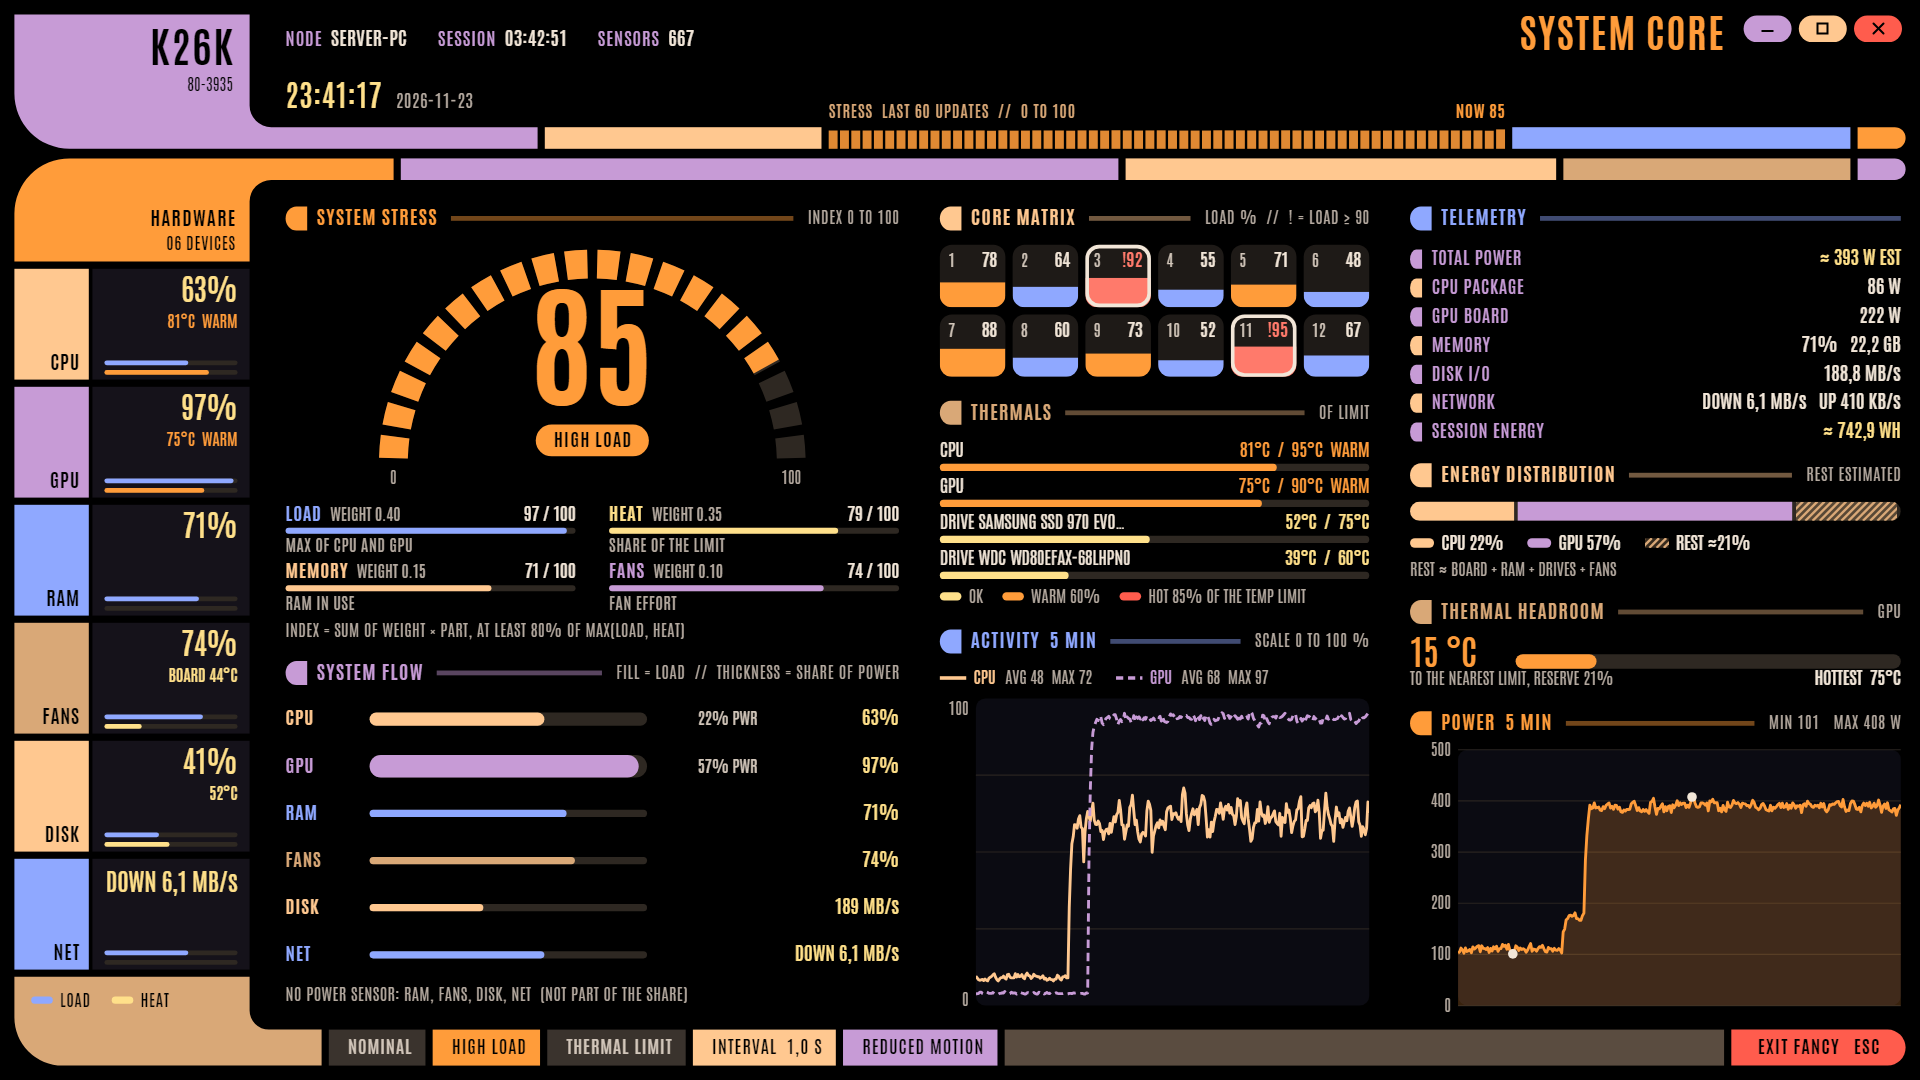 K26K
80-3935
NODE SERVER-PC SESSION 03:42:51 SENSORS 667
SYSTEM CORE
23:41:17 2026-11-23
STRESS LAST 60 UPDATES // 0 TO 100 NOW 85
HARDWARE
06 DEVICES
63%
81°C WARM
CPU
97%
75°C WARM
GPU
71%
RAM
74%
BOARD 44°C
FANS
41%
52°C
DISK
DOWN 6,1 MB/s
NET
LOAD HEAT
SYSTEM STRESS INDEX 0 TO 100
85
HIGH LOAD
0 100
LOAD WEIGHT 0.40 97 / 100
MAX OF CPU AND GPU
HEAT WEIGHT 0.35 79 / 100
SHARE OF THE LIMIT
MEMORY WEIGHT 0.15 71 / 100
RAM IN USE
FANS WEIGHT 0.10 74 / 100
FAN EFFORT
INDEX = SUM OF WEIGHT × PART, AT LEAST 80% OF MAX(LOAD, HEAT)
SYSTEM FLOW FILL = LOAD // THICKNESS = SHARE OF POWER
CPU 22% PWR 63%
GPU 57% PWR 97%
RAM 71%
FANS 74%
DISK 189 MB/s
NET DOWN 6,1 MB/s
NO POWER SENSOR: RAM, FANS, DISK, NET (NOT PART OF THE SHARE)
CORE MATRIX LOAD % // ! = LOAD ≥ 90
1 78 2 64 3 !92 4 55 5 71 6 48
7 88 8 60 9 73 10 52 11 !95 12 67
THERMALS OF LIMIT
CPU 81°C / 95°C WARM
GPU 75°C / 90°C WARM
DRIVE SAMSUNG SSD 970 EVO… 52°C / 75°C
DRIVE WDC WD80EFAX-68LHPN0 39°C / 60°C
OK WARM 60% HOT 85% OF THE TEMP LIMIT
ACTIVITY 5 MIN SCALE 0 TO 100 %
CPU AVG 48 MAX 72 GPU AVG 68 MAX 97
100
0
TELEMETRY
TOTAL POWER ≈ 393 W EST
CPU PACKAGE 86 W
GPU BOARD 222 W
MEMORY 71% 22,2 GB
DISK I/O 188,8 MB/s
NETWORK DOWN 6,1 MB/s UP 410 KB/s
SESSION ENERGY ≈ 742,9 WH
ENERGY DISTRIBUTION REST ESTIMATED
CPU 22% GPU 57% REST ≈21%
REST ≈ BOARD + RAM + DRIVES + FANS
THERMAL HEADROOM GPU
15 °C
TO THE NEAREST LIMIT, RESERVE 21% HOTTEST 75°C
POWER 5 MIN MIN 101 MAX 408 W
500
400
300
200
100
0
NOMINAL HIGH LOAD THERMAL LIMIT INTERVAL 1,0 S REDUCED MOTION EXIT FANCY ESC